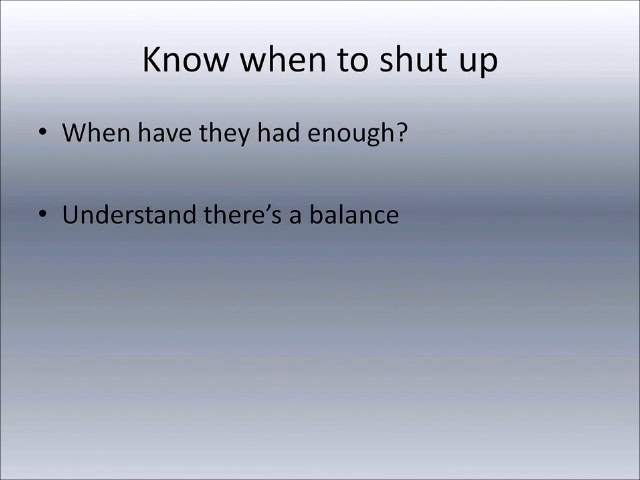 Know when to shut up
• When have they had enough?
• Understand there’s a balance